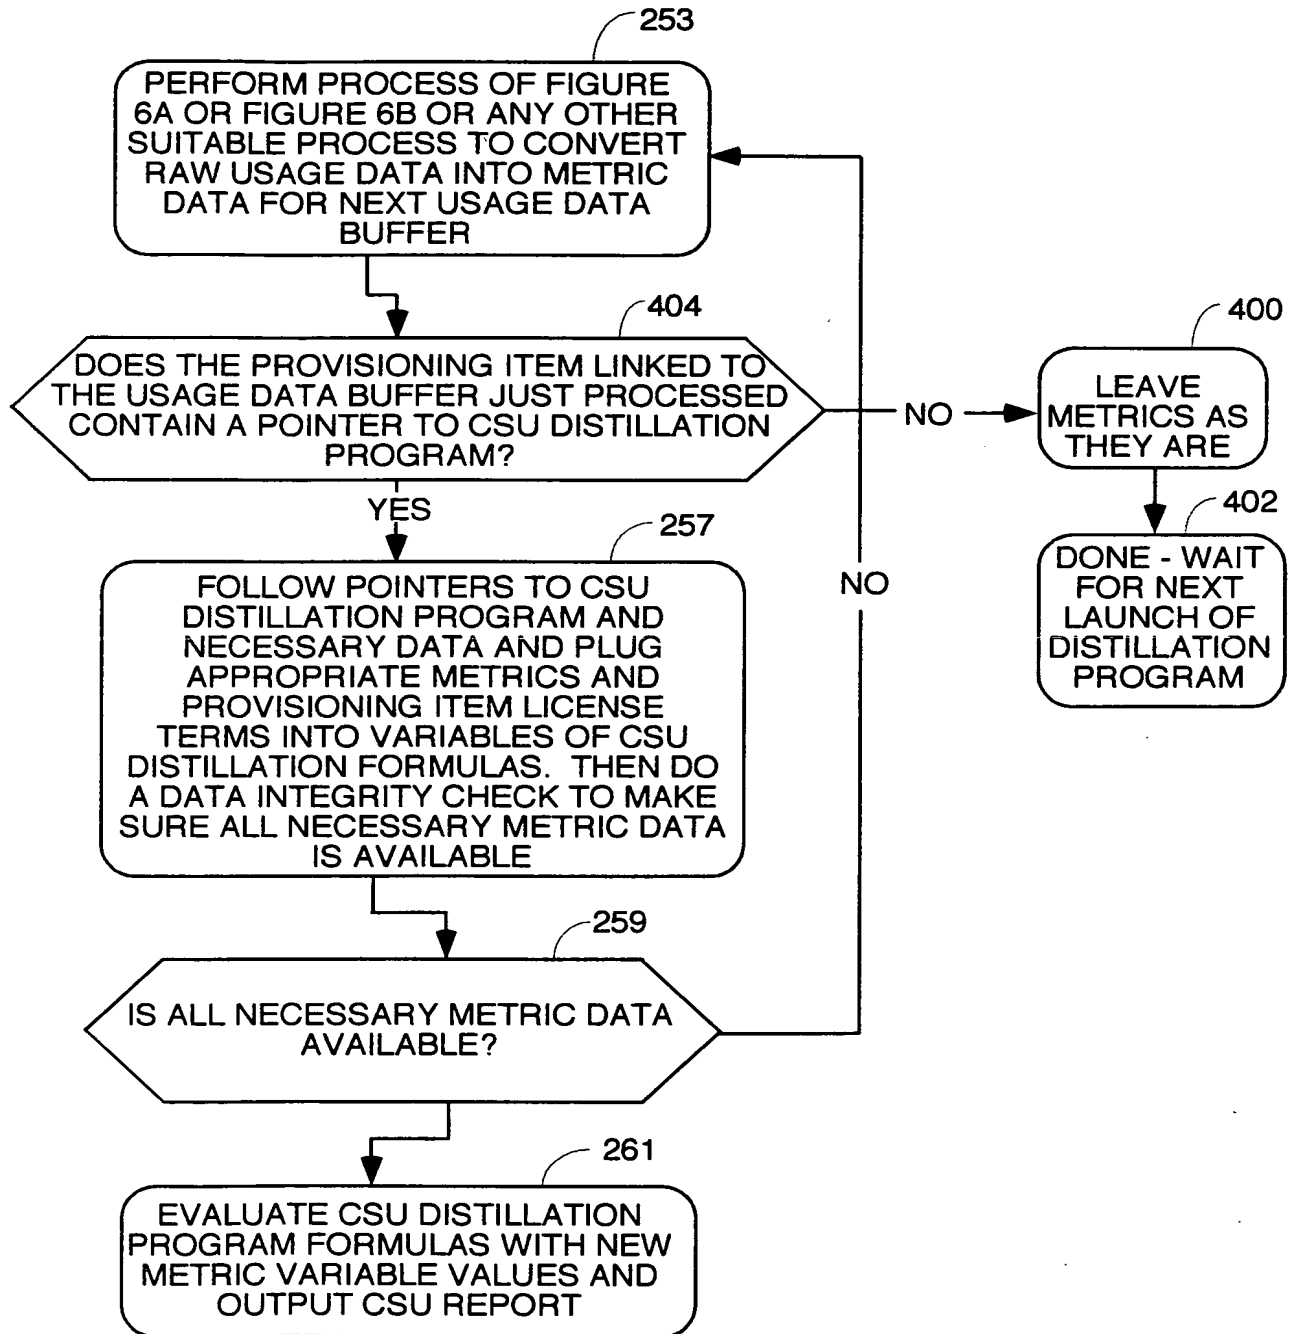 253
PERFORM PROCESS OF FIGURE
6A OR FIGURE 6B OR ANY OTHER
SUITABLE PROCESS TO CONVERT
RAW USAGE DATA INTO METRIC
DATA FOR NEXT USAGE DATA
BUFFER
404
DOES THE PROVISIONING ITEM LINKED TO
THE USAGE DATA BUFFER JUST PROCESSED
CONTAIN A POINTER TO CSU DISTILLATION
PROGRAM?
NO
400
LEAVE
METRICS AS
THEY ARE
402
DONE - WAIT
FOR NEXT
LAUNCH OF
DISTILLATION
PROGRAM
YES
257
FOLLOW POINTERS TO CSU
DISTILLATION PROGRAM AND
NECESSARY DATA AND PLUG
APPROPRIATE METRICS AND
PROVISIONING ITEM LICENSE
TERMS INTO VARIABLES OF CSU
DISTILLATION FORMULAS. THEN DO
A DATA INTEGRITY CHECK TO MAKE
SURE ALL NECESSARY METRIC DATA
IS AVAILABLE
NO
259
IS ALL NECESSARY METRIC DATA
AVAILABLE?
261
EVALUATE CSU DISTILLATION
PROGRAM FORMULAS WITH NEW
METRIC VARIABLE VALUES AND
OUTPUT CSU REPORT